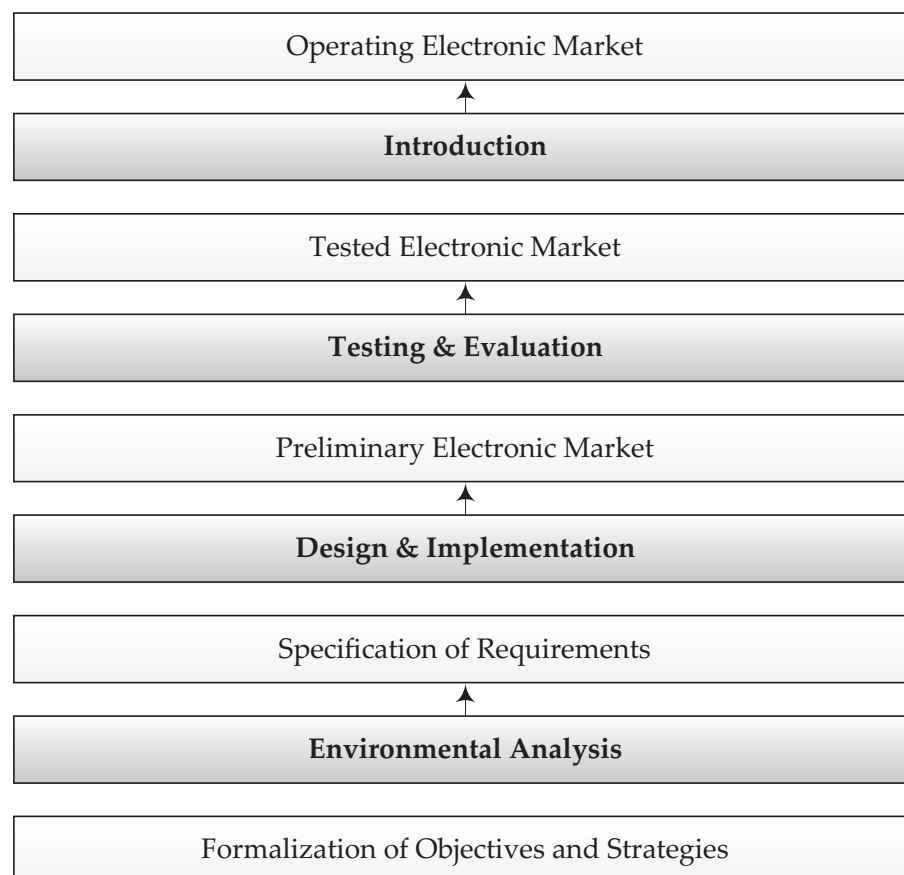 Operating Electronic Market
Introduction
Tested Electronic Market
Testing & Evaluation
Preliminary Electronic Market
Design & Implementation
Specification of Requirements
Environmental Analysis
Formalization of Objectives and Strategies